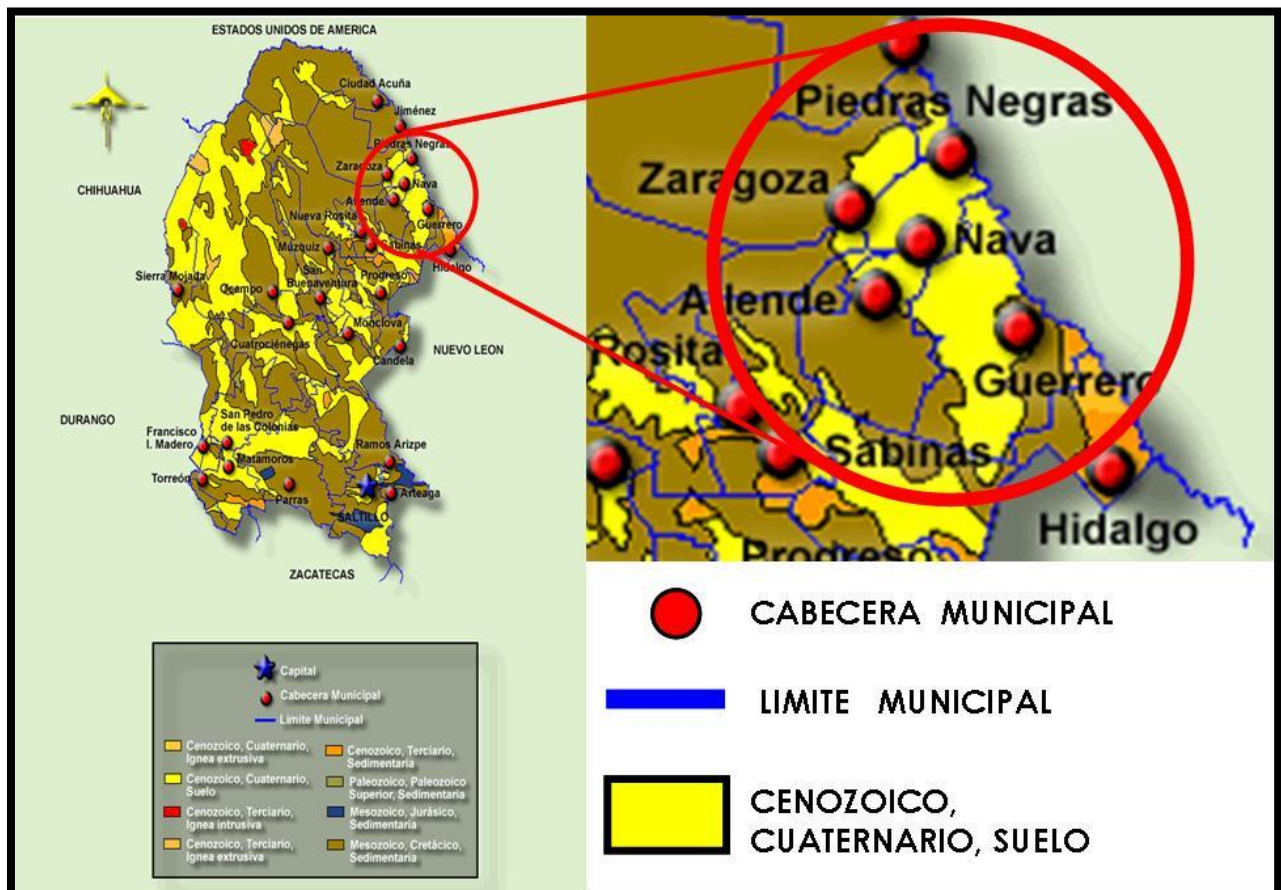 ESTADOS UNIDOS DE AMERICA
Ciudad Acuña
Jiménez
Piedras Negras
Zaragoza
Nava
Allende
CHIHUAHUA
Guerrero
Nueva Rosita
Múzquiz
Sabinas
Hidalgo
Sierra Mojada
Ocampo
San
Buenaventura
Progreso
Monclova
Cuatrociénegas
NUEVO LEON
Candela
DURANGO
San Pedro
de las Colonias
Francisco
I. Madero
Ramos Arizpe
Matamoros
Torreón
Parras
Arteaga
SALTILLO
ZACATECAS
Capital
Cabecera Municipal
Límite Municipal
Cenozoico, Cuaternario,
Ignea extrusiva
Cenozoico, Cuaternario,
Suelo
Cenozoico, Terciario,
Ignea intrusiva
Cenozoico, Terciario,
Ignea extrusiva
Cenozoico, Terciario,
Sedimentaria
Paleozoico, Paleozoico
Superior, Sedimentaria
Mesozoico, Jurásico,
Sedimentaria
Mesozoico, Cretácico,
Sedimentaria
Piedras Negras
Zaragoza
Nava
Allende
Rosita
Guerrero
Sabinas
Hidalgo
Progreso
CABECERA MUNICIPAL
LIMITE MUNICIPAL
CENOZOICO,
CUATERNARIO, SUELO